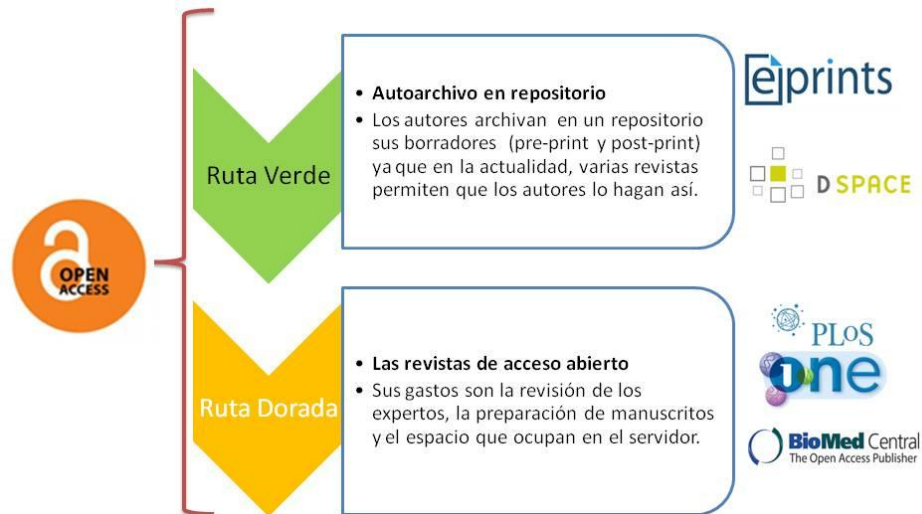 OPEN
ACCESS
Ruta Verde
• Autoarchivo en repositorio
• Los autores archivan en un repositorio
sus borradores (pre-print y post-print)
ya que en la actualidad, varias revistas
permiten que los autores lo hagan así.
eprints
D SPACE
Ruta Dorada
• Las revistas de acceso abierto
• Sus gastos son la revisión de los
expertos, la preparación de manuscritos
y el espacio que ocupan en el servidor.
PLoS
one
BioMed Central
The Open Access Publisher